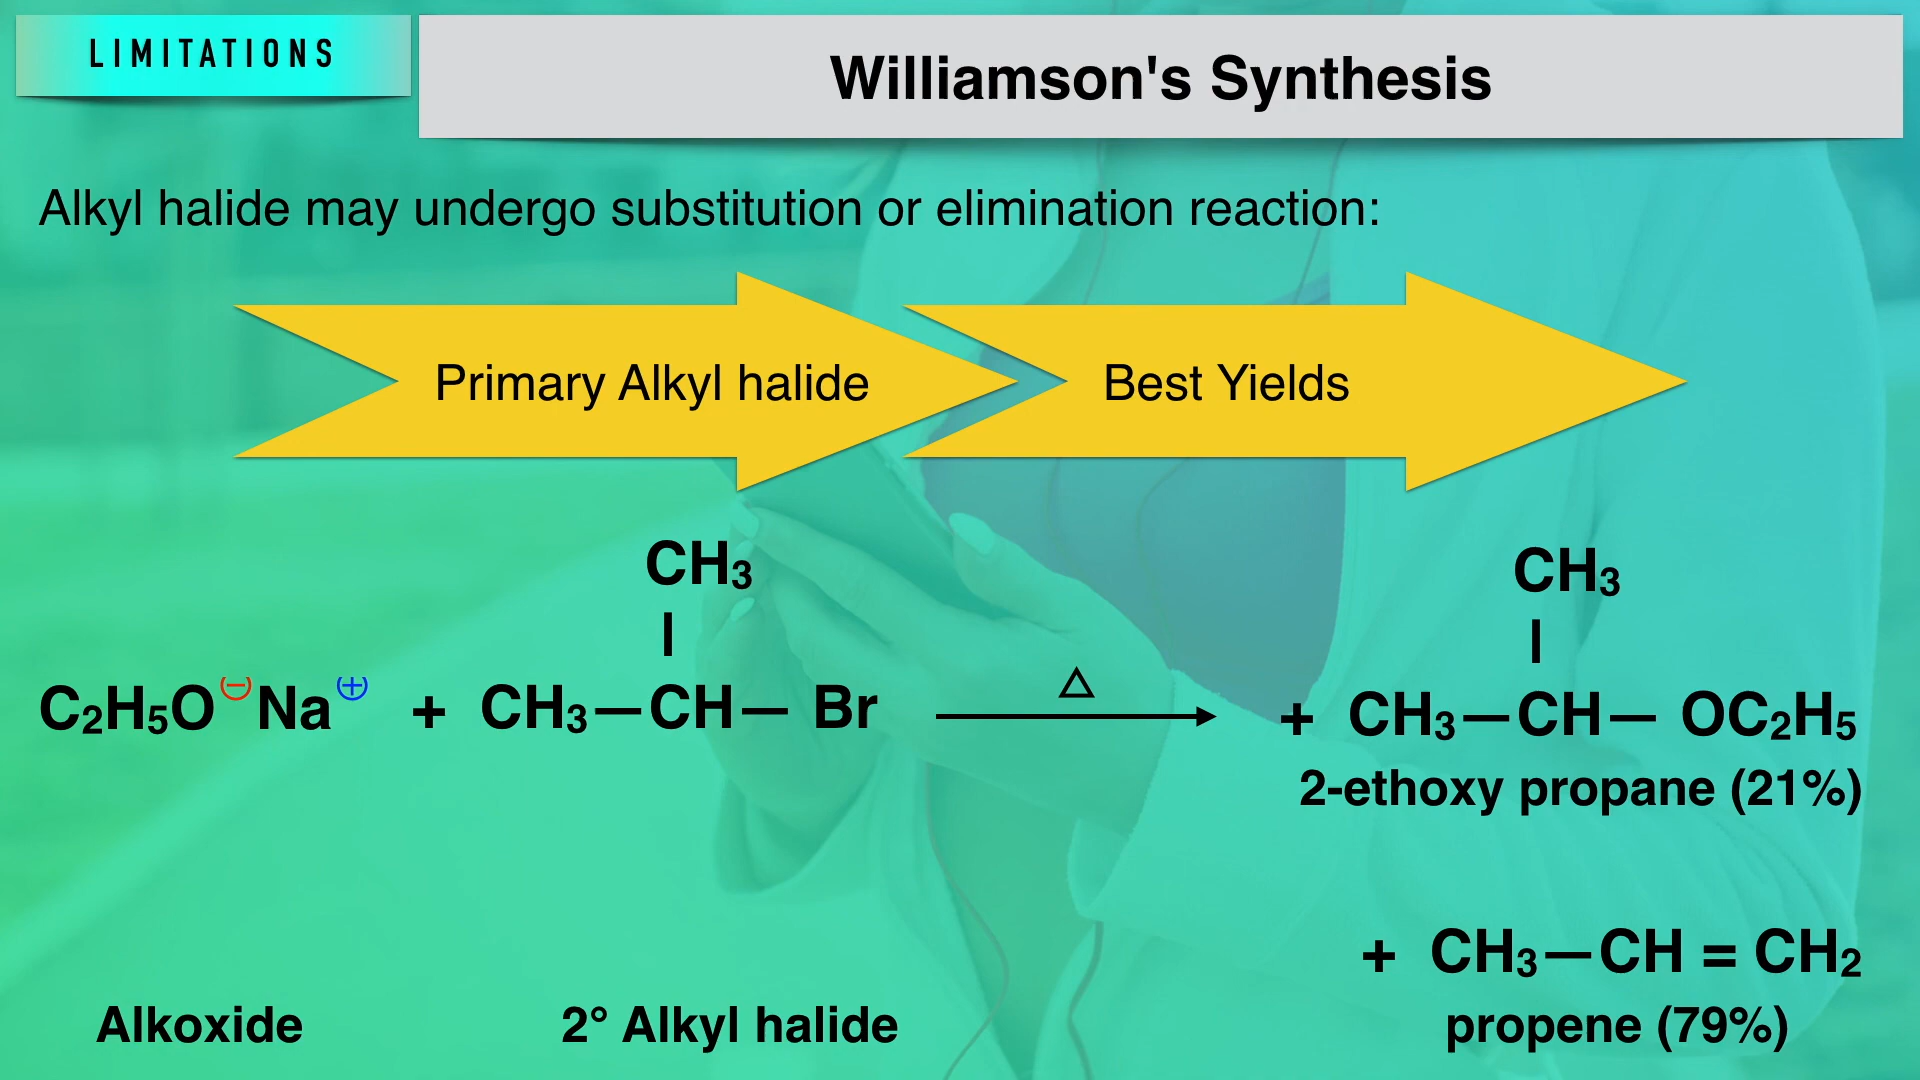 LIMITATIONS
Williamson's Synthesis
Alkyl halide may undergo substitution or elimination reaction:
Primary Alkyl halide
Best Yields
CH₃
|
C₂H₅O⊖Na⊕ + CH₃—CH— Br
△
CH₃
|
+ CH₃—CH— OC₂H₅
2-ethoxy propane (21%)
+ CH₃—CH = CH₂
propene (79%)
Alkoxide
2° Alkyl halide